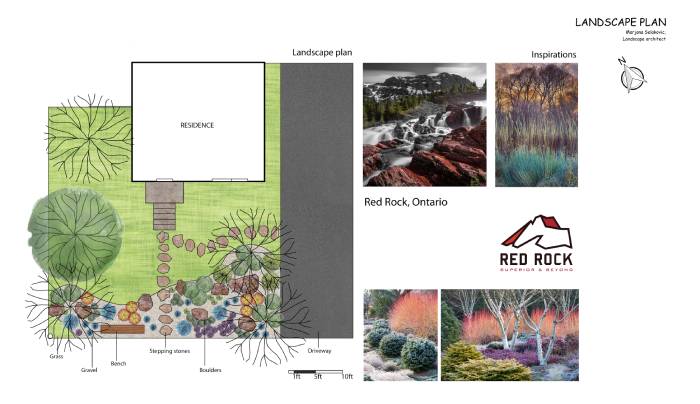 LANDSCAPE PLAN
Marjana Selakovic,
Landscape architect
Landscape plan
Inspirations
N
RESIDENCE
Red Rock, Ontario
RED ROCK
SUPERIOR & BEYOND
Grass
Gravel
Bench
Stepping stones
Boulders
Driveway
1ft 5ft 10ft